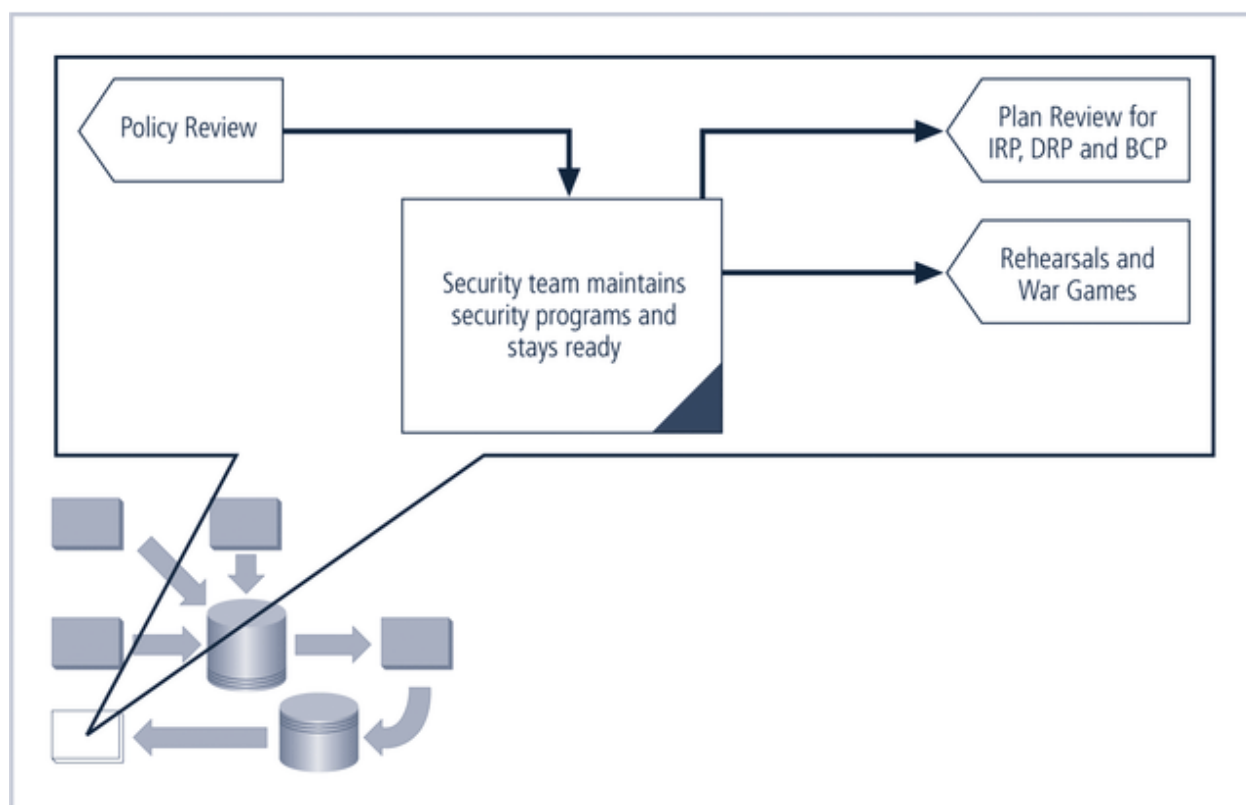 Policy Review
Plan Review for
IRP, DRP and BCP
Security team maintains
security programs and
stays ready
Rehearsals and
War Games